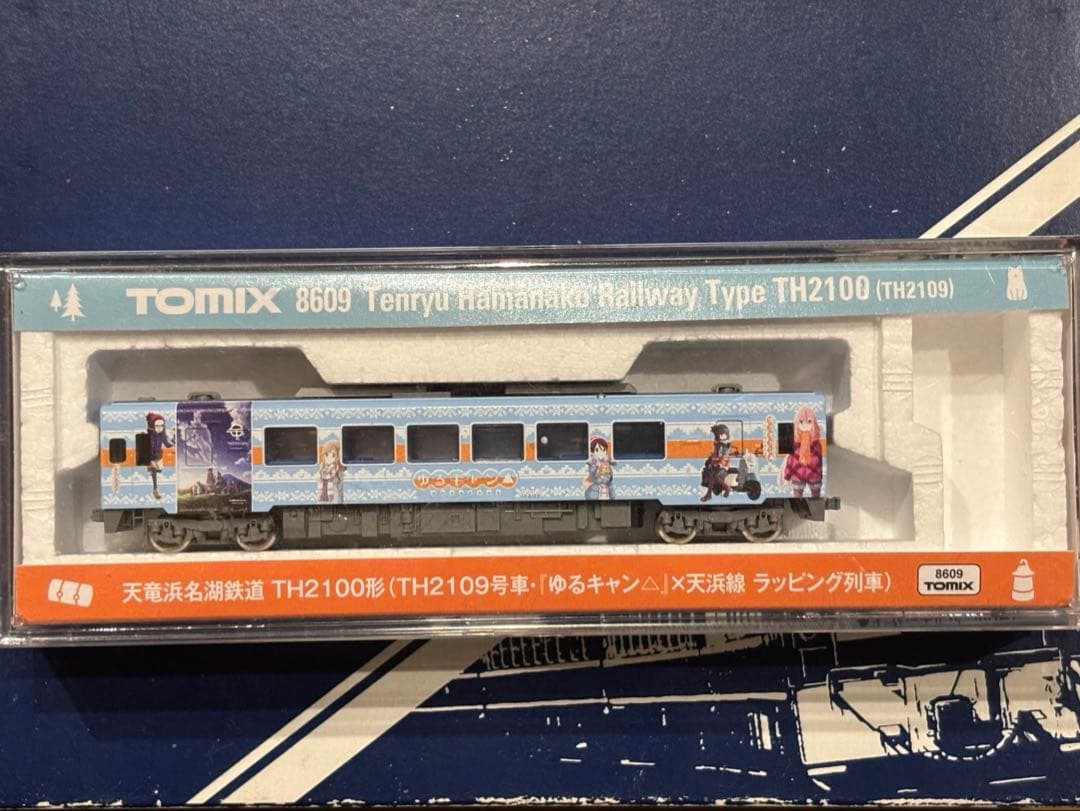 TOMIX 8609 Tenryu Hamanako Railway Type TH2100 (TH2109)
ゆるキャン△
天竜浜名湖鉄道 TH2100形(TH2109号車・『ゆるキャン△』×天浜線 ラッピング列車)
8609
TOMIX